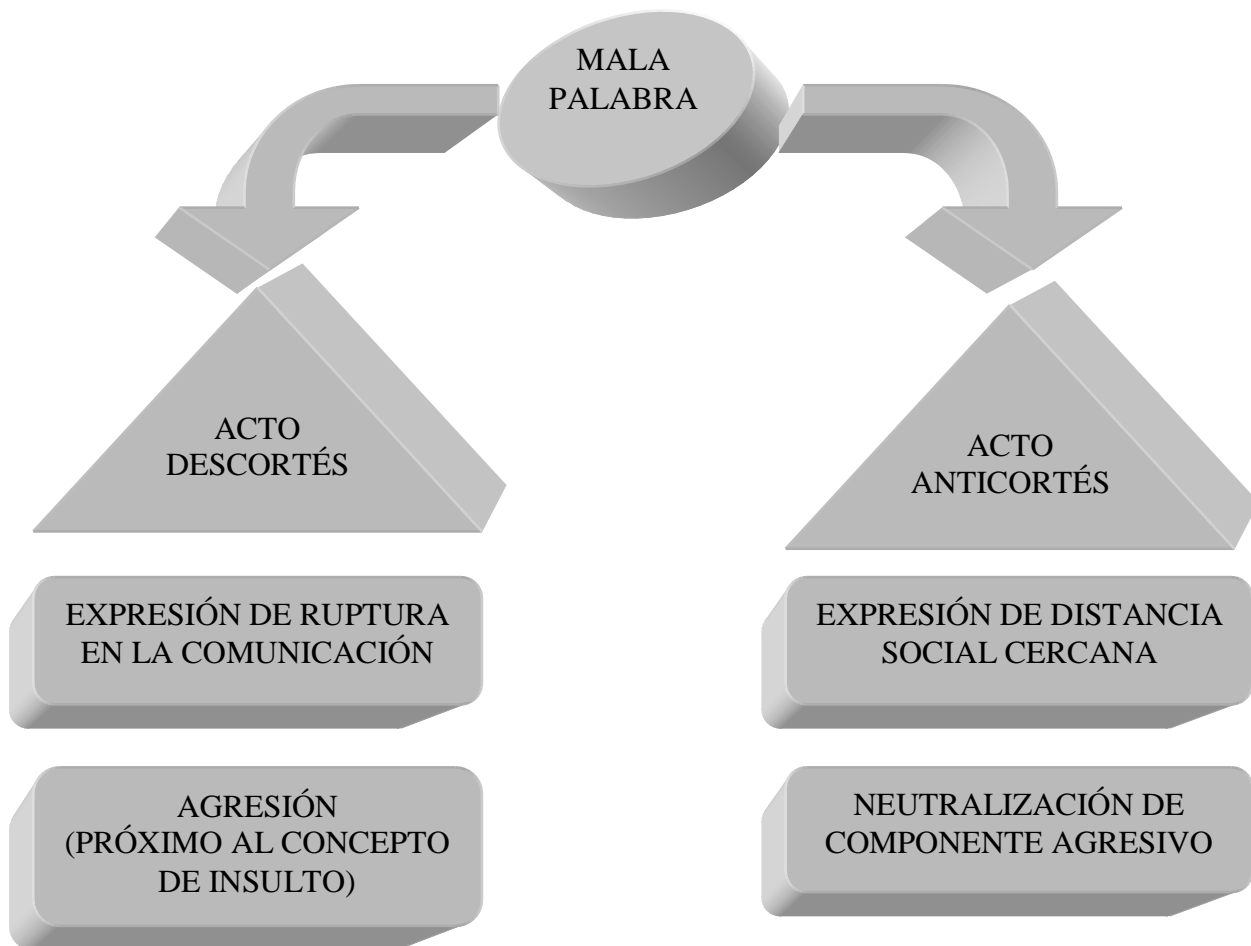 MALA
PALABRA
ACTO
DESCORTÉS
EXPRESIÓN DE RUPTURA
EN LA COMUNICACIÓN
AGRESIÓN
(PRÓXIMO AL CONCEPTO
DE INSULTO)
ACTO
ANTICORTÉS
EXPRESIÓN DE DISTANCIA
SOCIAL CERCANA
NEUTRALIZACIÓN DE
COMPONENTE AGRESIVO